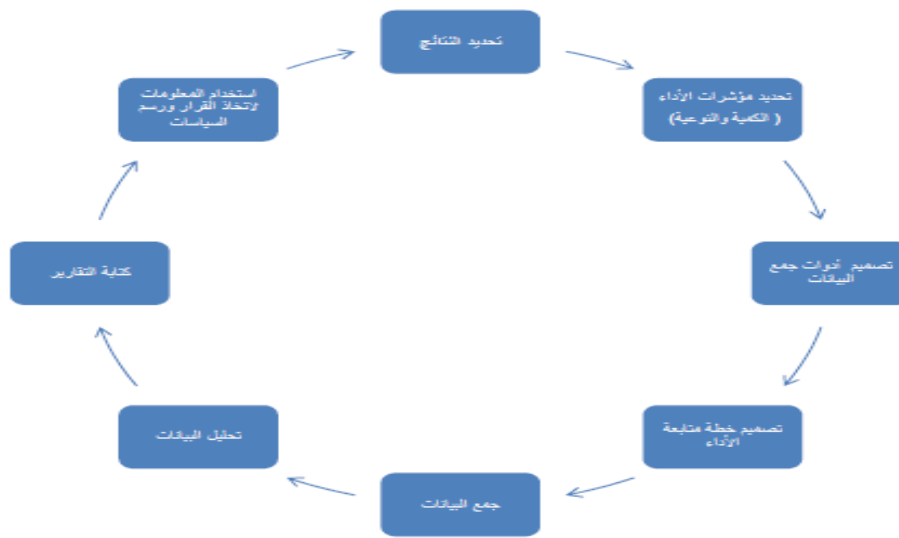 تحديد النتائج
تحديد مؤشرات الأداء
( الكمية والنوعية)
تصميم أدوات جمع
البيانات
تصميم خطة متابعة
الأداء
جمع البيانات
تحليل البيانات
كتابة التقارير
استخدام المعلومات
لاتخاذ القرار ورسم
السياسات